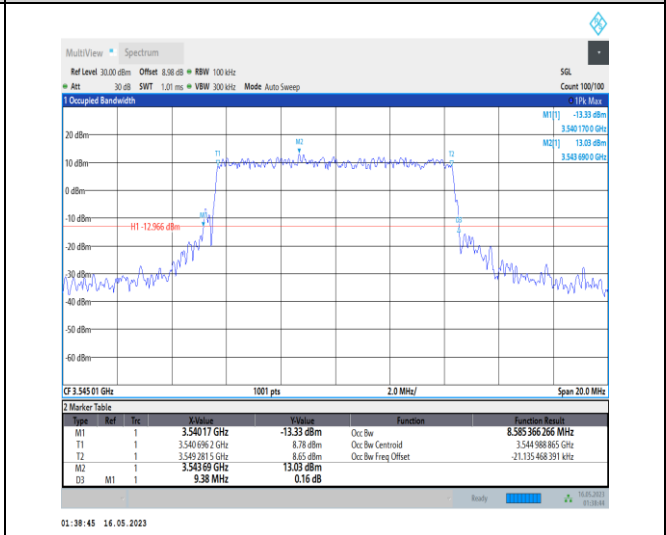 MultiView Spectrum
Ref Level 30.00 dBm Offset 8.98 dB RBW 100 kHz SGL
Att 30 dB SWT 1.01 ms VBW 300 kHz Mode Auto Sweep Count 100/100
1 Occupied Bandwidth 1Pk Max
M1[1] -13.33 dBm
3.540 170 0 GHz
M2[1] 13.03 dBm
3.543 690 0 GHz
20 dBm
M2
T1 T2
10 dBm
0 dBm
-10 dBm
M1
D3
H1 -12.966 dBm
-20 dBm
-30 dBm
-40 dBm
-50 dBm
-60 dBm
CF 3.545 01 GHz 1001 pts 2.0 MHz/ Span 20.0 MHz
2 Marker Table
Type Ref Trc X-Value Y-Value Function Function Result
M1 1 3.54017 GHz -13.33 dBm Occ Bw 8.585 366 266 MHz
T1 1 3.540 696 2 GHz 8.78 dBm Occ Bw Centroid 3.544 988 865 GHz
T2 1 3.549 281 5 GHz 8.65 dBm Occ Bw Freq Offset -21.135 468 391 kHz
M2 1 3.543 69 GHz 13.03 dBm
D3 M1 1 9.38 MHz 0.16 dB
Ready 16.05.2023
01:38:44
01:38:45 16.05.2023